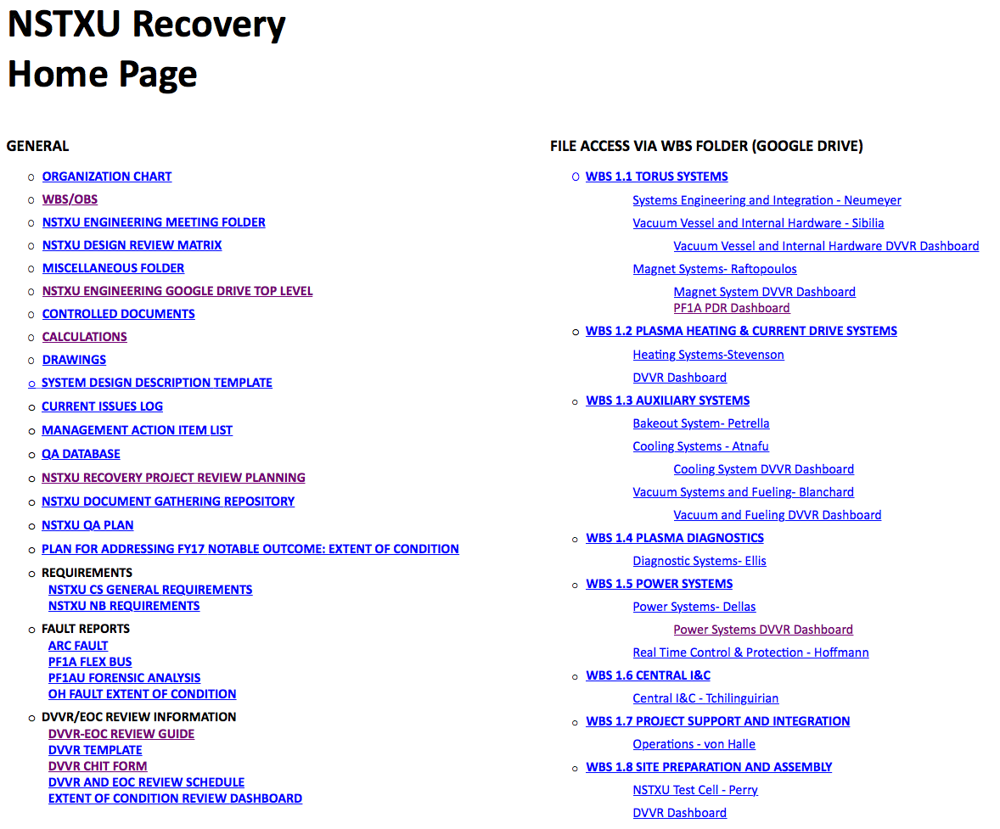 NSTXU Recovery
Home Page
GENERAL
ORGANIZATION CHART
WBS/OBS
NSTXU ENGINEERING MEETING FOLDER
NSTXU DESIGN REVIEW MATRIX
MISCELLANEOUS FOLDER
NSTXU ENGINEERING GOOGLE DRIVE TOP LEVEL
CONTROLLED DOCUMENTS
CALCULATIONS
DRAWINGS
SYSTEM DESIGN DESCRIPTION TEMPLATE
CURRENT ISSUES LOG
MANAGEMENT ACTION ITEM LIST
QA DATABASE
NSTXU RECOVERY PROJECT REVIEW PLANNING
NSTXU DOCUMENT GATHERING REPOSITORY
NSTXU QA PLAN
PLAN FOR ADDRESSING FY17 NOTABLE OUTCOME: EXTENT OF CONDITION
REQUIREMENTS
NSTXU CS GENERAL REQUIREMENTS
NSTXU NB REQUIREMENTS
FAULT REPORTS
ARC FAULT
PF1A FLEX BUS
PF1AU FORENSIC ANALYSIS
OH FAULT EXTENT OF CONDITION
DVVR/EOC REVIEW INFORMATION
DVVR-EOC REVIEW GUIDE
DVVR TEMPLATE
DVVR CHIT FORM
DVVR AND EOC REVIEW SCHEDULE
EXTENT OF CONDITION REVIEW DASHBOARD
FILE ACCESS VIA WBS FOLDER (GOOGLE DRIVE)
WBS 1.1 TORUS SYSTEMS
Systems Engineering and Integration - Neumeyer
Vacuum Vessel and Internal Hardware - Sibilia
Vacuum Vessel and Internal Hardware DVVR Dashboard
Magnet Systems- Raftopoulos
Magnet System DVVR Dashboard
PF1A PDR Dashboard
WBS 1.2 PLASMA HEATING & CURRENT DRIVE SYSTEMS
Heating Systems-Stevenson
DVVR Dashboard
WBS 1.3 AUXILIARY SYSTEMS
Bakeout System- Petrella
Cooling Systems - Atnafu
Cooling System DVVR Dashboard
Vacuum Systems and Fueling- Blanchard
Vacuum and Fueling DVVR Dashboard
WBS 1.4 PLASMA DIAGNOSTICS
Diagnostic Systems- Ellis
WBS 1.5 POWER SYSTEMS
Power Systems- Dellas
Power Systems DVVR Dashboard
Real Time Control & Protection - Hoffmann
WBS 1.6 CENTRAL I&C
Central I&C - Tchilinguirian
WBS 1.7 PROJECT SUPPORT AND INTEGRATION
Operations - von Halle
WBS 1.8 SITE PREPARATION AND ASSEMBLY
NSTXU Test Cell - Perry
DVVR Dashboard